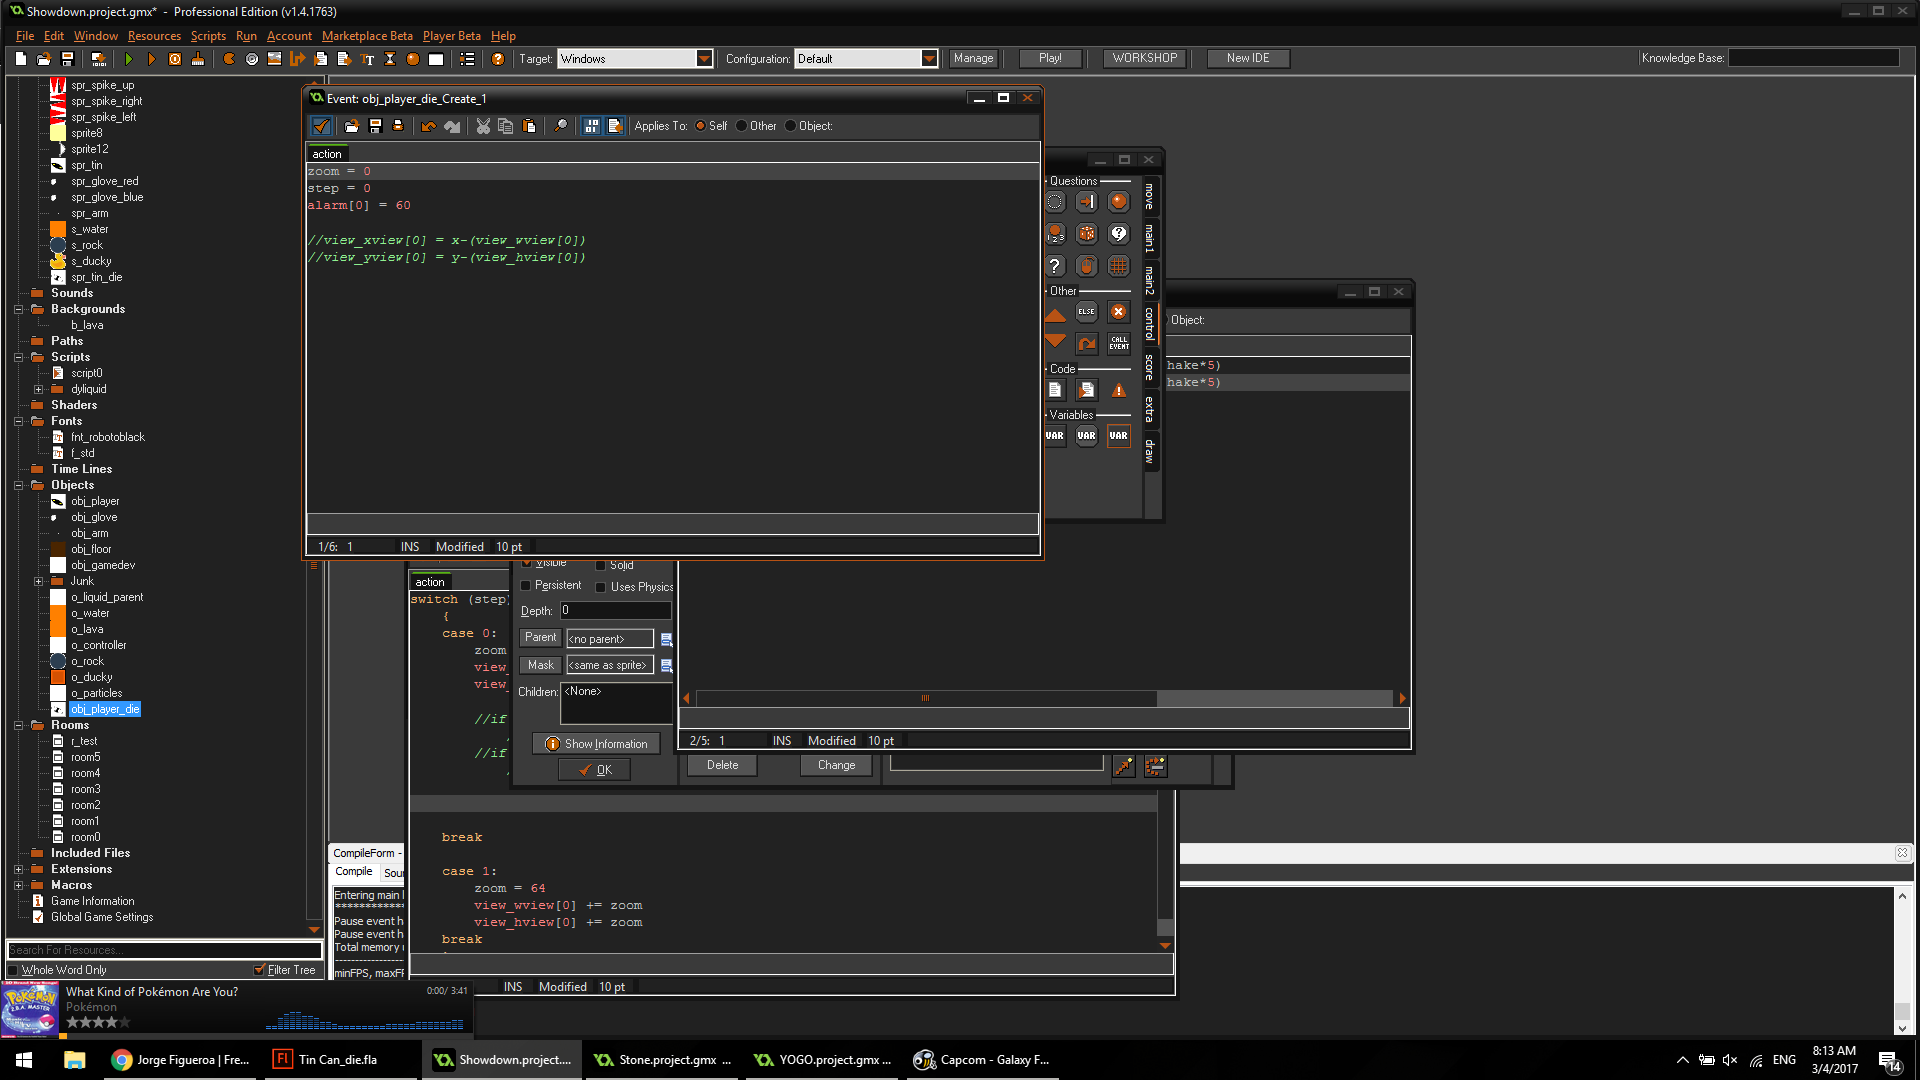 Showdown.project.gmx* - Professional Edition (v1.4.1763)
File Edit Window Resources Scripts Run Account Marketplace Beta Player Beta Help
Target: Windows Configuration: Default Manage Play! WORKSHOP New IDE Knowledge Base:
spr_spike_up
spr_spike_right
spr_spike_left
sprite8
sprite12
spr_tin
spr_glove_red
spr_glove_blue
spr_arm
s_water
s_rock
s_ducky
spr_tin_die
Sounds
Backgrounds
b_lava
Paths
Scripts
script0
dyliquid
Shaders
Fonts
fnt_robotoblack
f_std
Time Lines
Objects
obj_player
obj_glove
obj_arm
obj_floor
obj_gamedev
Junk
o_liquid_parent
o_water
o_lava
o_controller
o_rock
o_ducky
o_particles
obj_player_die
Rooms
r_test
room5
room4
room3
room2
room1
room0
Included Files
Extensions
Macros
Game Information
Global Game Settings
Search For Resources...
Whole Word Only Filter Tree
Event: obj_player_die_Create_1
Applies To: Self Other Object:
action
zoom = 0
step = 0
alarm[0] = 60
//view_xview[0] = x-(view_wview[0])
//view_yview[0] = y-(view_hview[0])
1/6: 1 INS Modified 10 pt
Questions
Other
ELSE
CALL EVENT
Code
Variables
VAR VAR VAR
move
main1
main2
control
score
extra
draw
Object:
hake*5)
hake*5)
2/5: 1 INS Modified 10 pt
Visible Solid
Persistent Uses Physics
Depth: 0
Parent <no parent>
Mask <same as sprite>
Children: <None>
Show Information
OK
Delete Change
action
switch (step)
{
case 0:
zoom
view_
view_
//if
//if
break
case 1:
zoom = 64
view_wview[0] += zoom
view_hview[0] += zoom
break
INS Modified 10 pt
CompileForm -
Compile Sour
Entering main l
Pause event h
Pause event h
Total memory u
minFPS, maxFP
What Kind of Pokémon Are You? 0:00/ 3:41
Pokémon
Jorge Figueroa | Fre... Tin Can_die.fla Showdown.project.... Stone.project.gmx ... YOGO.project.gmx ... Capcom - Galaxy F...
ENG 8:13 AM
3/4/2017
14